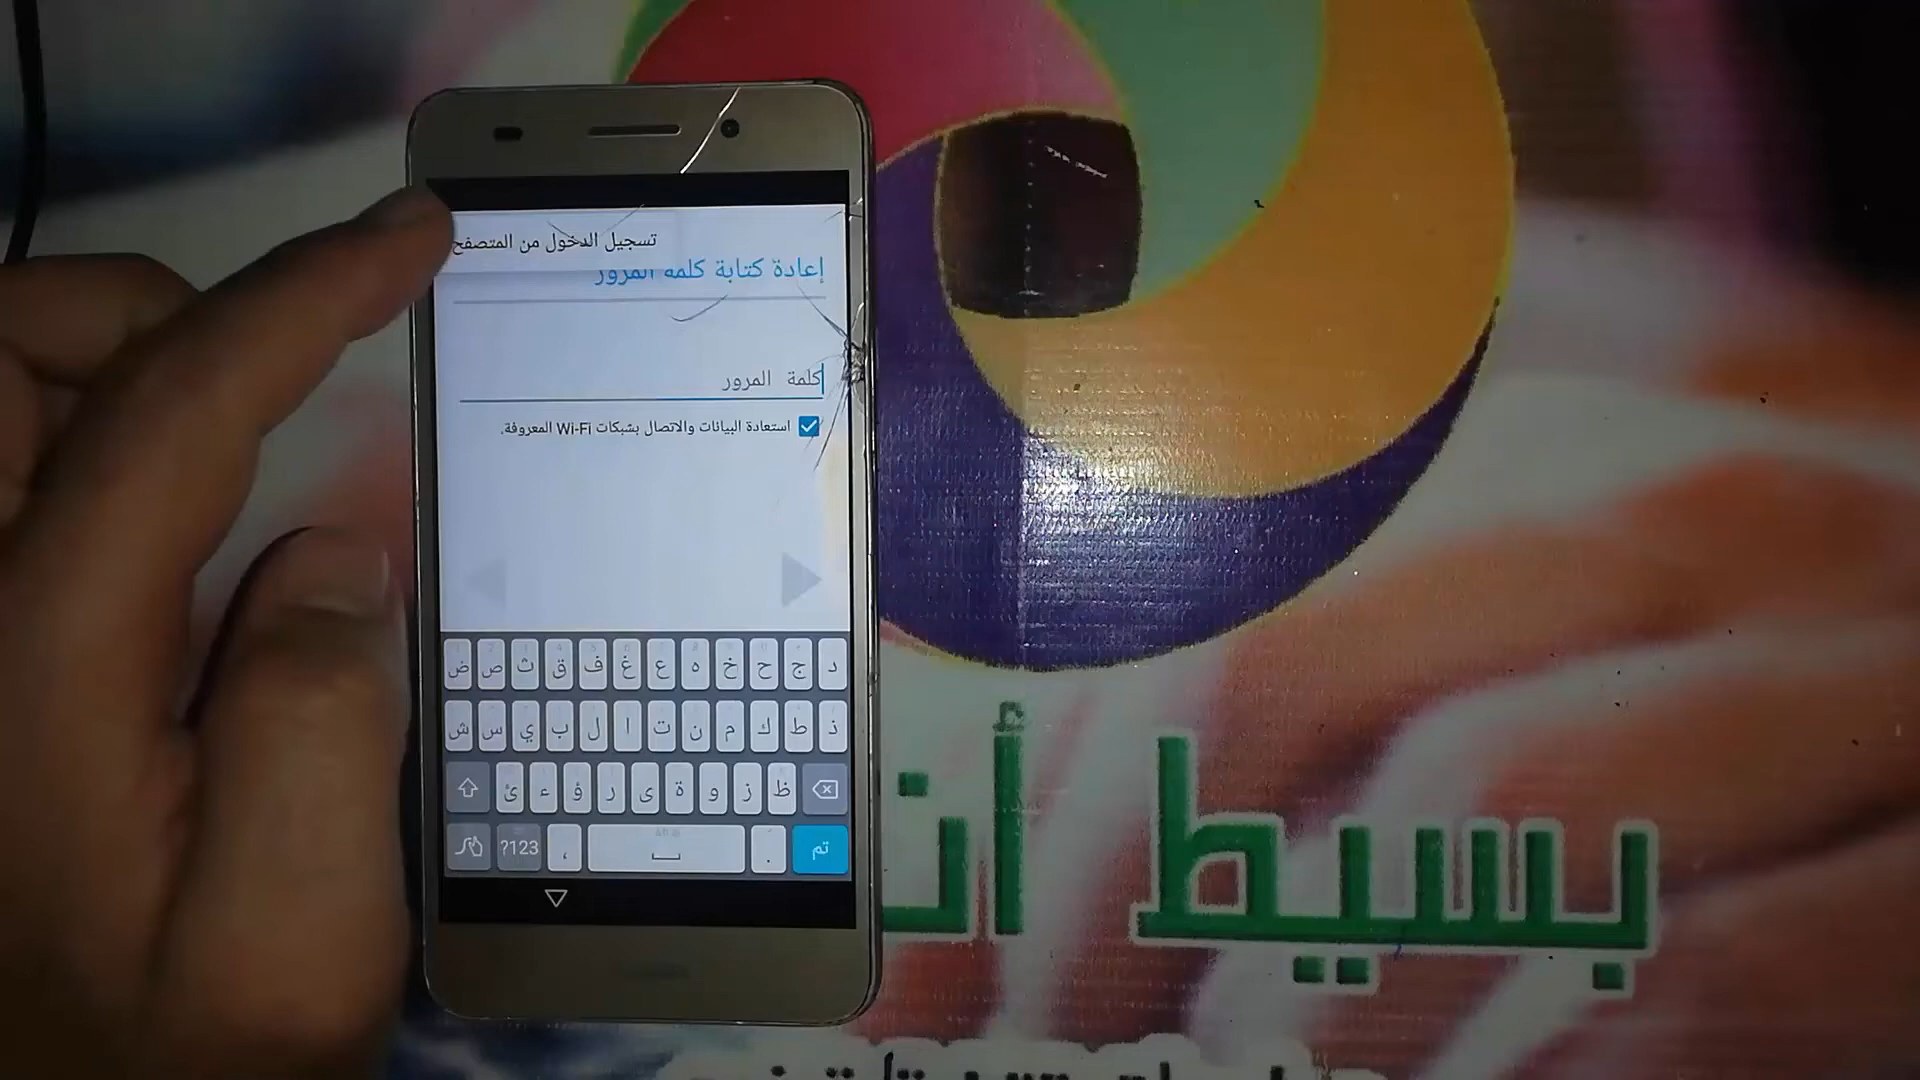 تسجيل الدخول من المتصفح
إعادة كتابة كلمة المرور
كلمة المرور
استعادة البيانات والاتصال بشبكات Wi-Fi المعروفة.
ض ص ث ق ف غ ع ه خ ح ج د
ش س ي ب ل ا ت ن م ك ط ذ
ئ ء ؤ ر ى ة و ز ظ
?123 ، . تم
بسيط أند